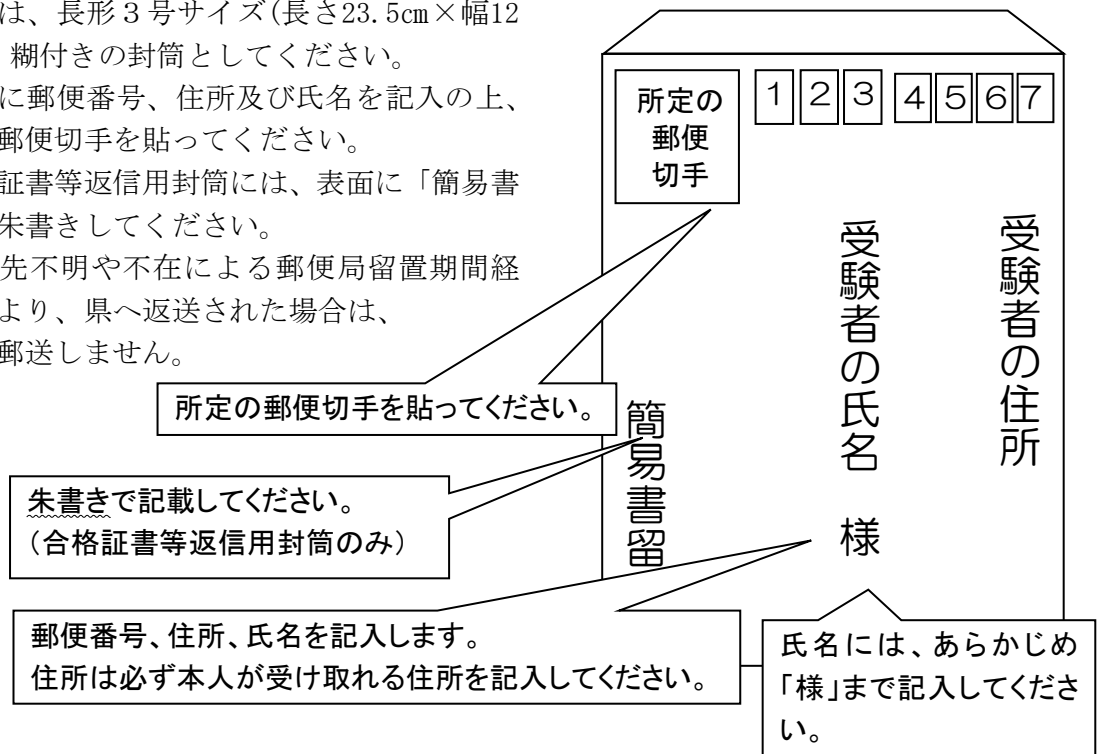 は、長形３号サイズ(長さ23.5㎝×幅12
糊付きの封筒としてください。
に郵便番号、住所及び氏名を記入の上、
郵便切手を貼ってください。
証書等返信用封筒には、表面に「簡易書
朱書きしてください。
先不明や不在による郵便局留置期間経
より、県へ返送された場合は、
郵送しません。
所定の
郵便
切手
１２３４５６７
受験者の住所
受験者の氏名　様
簡易書留
所定の郵便切手を貼ってください。
朱書きで記載してください。
（合格証書等返信用封筒のみ）
郵便番号、住所、氏名を記入します。
住所は必ず本人が受け取れる住所を記入してください。
氏名には、あらかじめ
「様」まで記入してくださ
い。